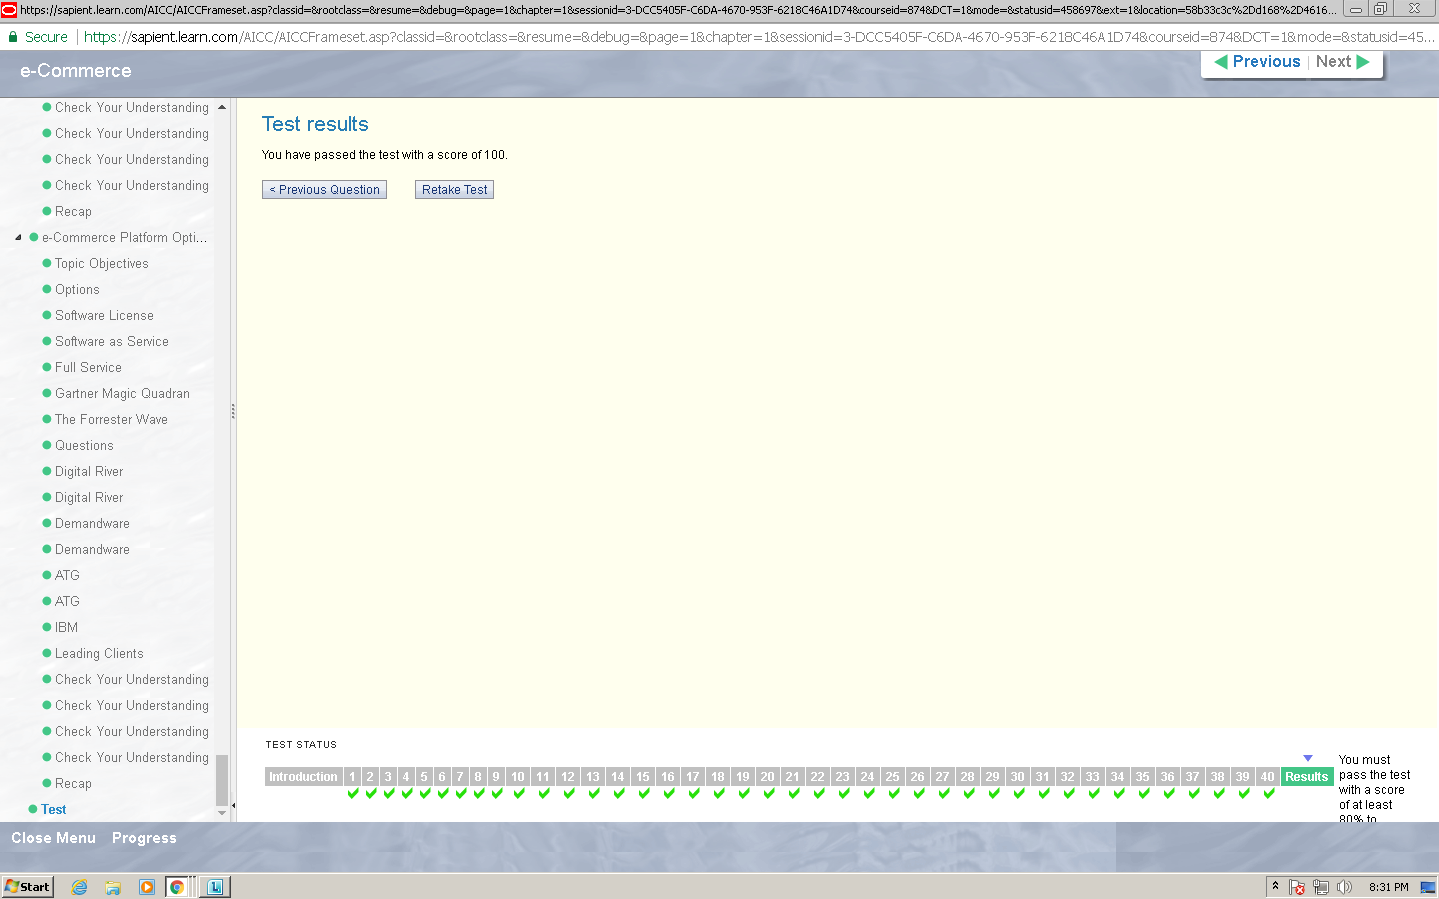 https://sapient.learn.com/AICC/AICCFrameset.asp?classid=&rootclass=&resume=&debug=&page=1&chapter=1&sessionid=3-DCC5405F-C6DA-4670-953F-6218C46A1D74&courseid=874&DCT=1&mode=&statusid=458697&ext=1&location=58b33c3c%2Dd168%2D4616...
Secure | https://sapient.learn.com/AICC/AICCFrameset.asp?classid=&rootclass=&resume=&debug=&page=1&chapter=1&sessionid=3-DCC5405F-C6DA-4670-953F-6218C46A1D74&courseid=874&DCT=1&mode=&statusid=45...
e-Commerce
Previous | Next
Check Your Understanding
Check Your Understanding
Check Your Understanding
Check Your Understanding
Recap
e-Commerce Platform Opti...
Topic Objectives
Options
Software License
Software as Service
Full Service
Gartner Magic Quadran
The Forrester Wave
Questions
Digital River
Digital River
Demandware
Demandware
ATG
ATG
IBM
Leading Clients
Check Your Understanding
Check Your Understanding
Check Your Understanding
Check Your Understanding
Recap
Test
Test results
You have passed the test with a score of 100.
< Previous Question
Retake Test
TEST STATUS
Introduction 1 2 3 4 5 6 7 8 9 10 11 12 13 14 15 16 17 18 19 20 21 22 23 24 25 26 27 28 29 30 31 32 33 34 35 36 37 38 39 40 Results
You must
pass the test
with a score
of at least
80% to
Close Menu Progress
Start
8:31 PM